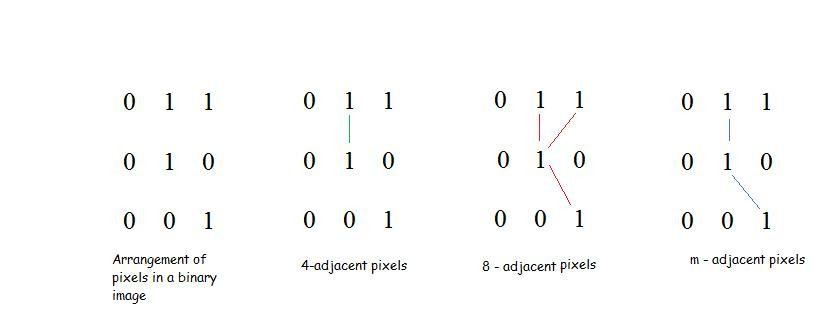 0 1 1
0 1 0
0 0 1
Arrangement of
pixels in a binary
image
0 1 1
0 1 0
0 0 1
4-adjacent pixels
0 1 1
0 1 0
0 0 1
8 - adjacent pixels
0 1 1
0 1 0
0 0 1
m - adjacent pixels